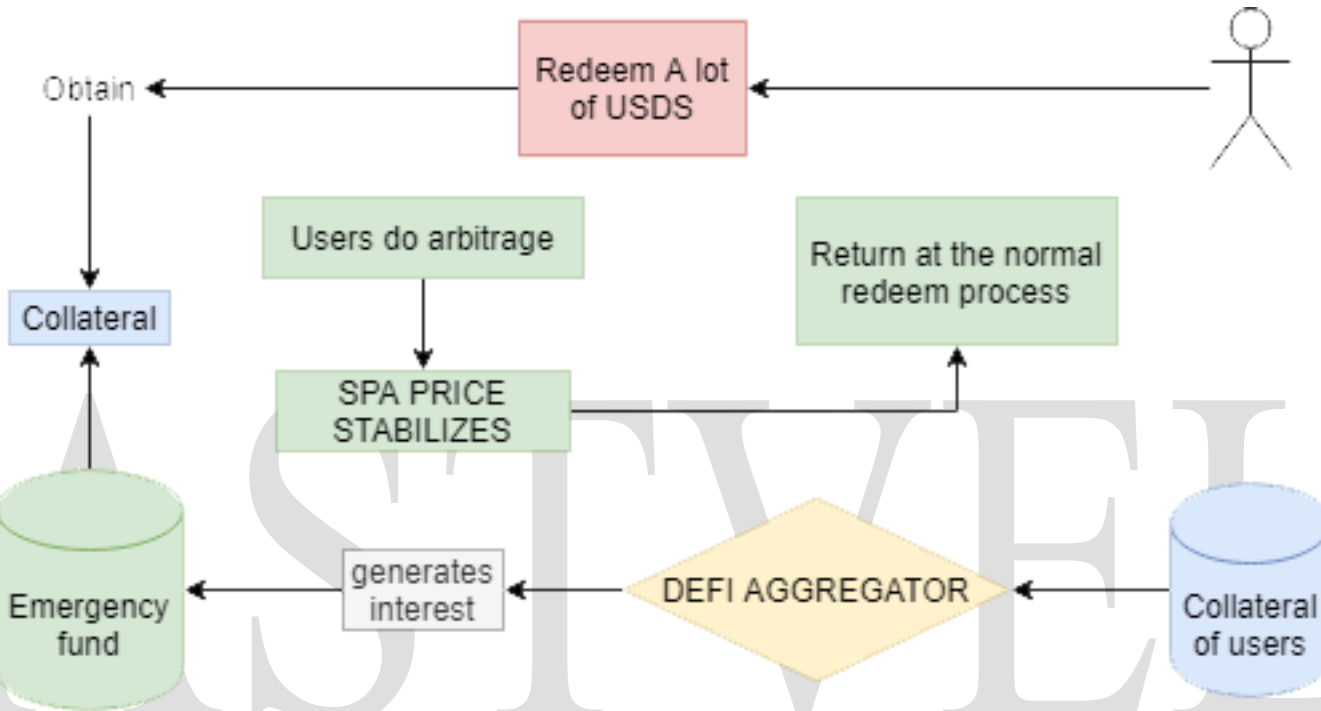 Obtain
Redeem A lot
of USDS
Users do arbitrage
Return at the normal
redeem process
Collateral
SPA PRICE
STABILIZES
Emergency
fund
generates
interest
DEFI AGGREGATOR
Collateral
of users
ASTVEL